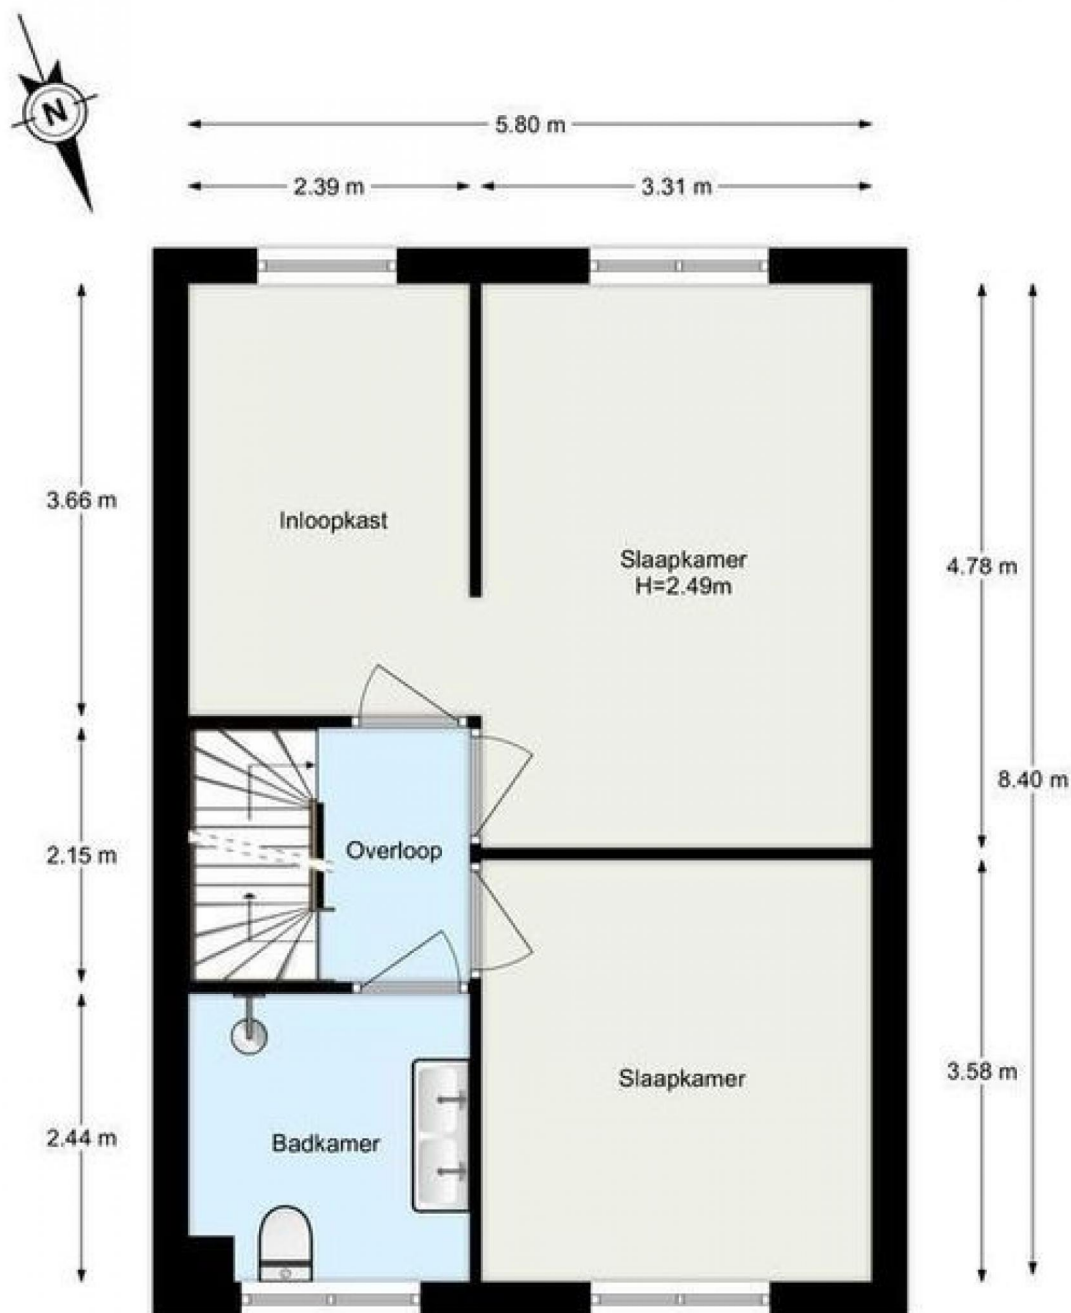 N
5.80 m
2.39 m
3.31 m
3.66 m
Inloopkast
Slaapkamer
H=2.49m
4.78 m
8.40 m
2.15 m
Overloop
3.58 m
Slaapkamer
2.44 m
Badkamer